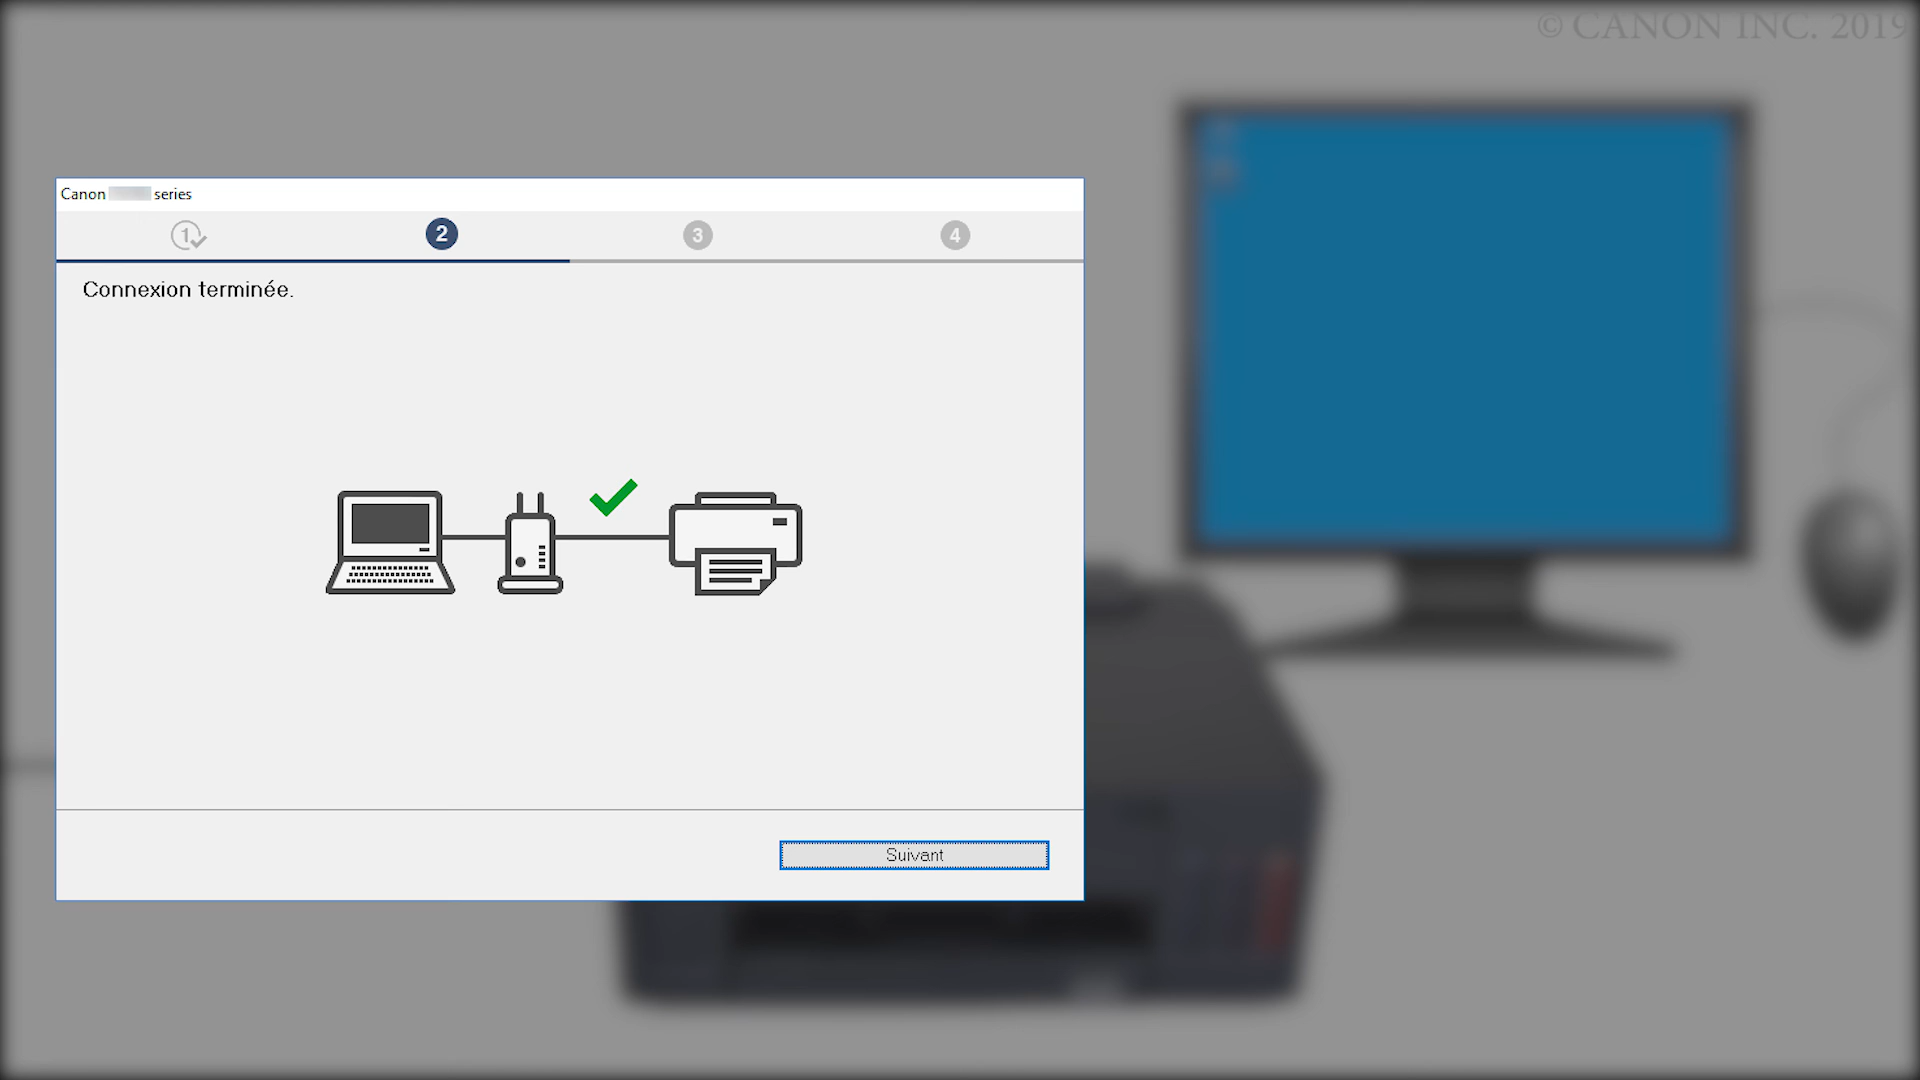 © CANON INC. 2019
Canon series
1
2
3
4
Connexion terminée.
Suivant